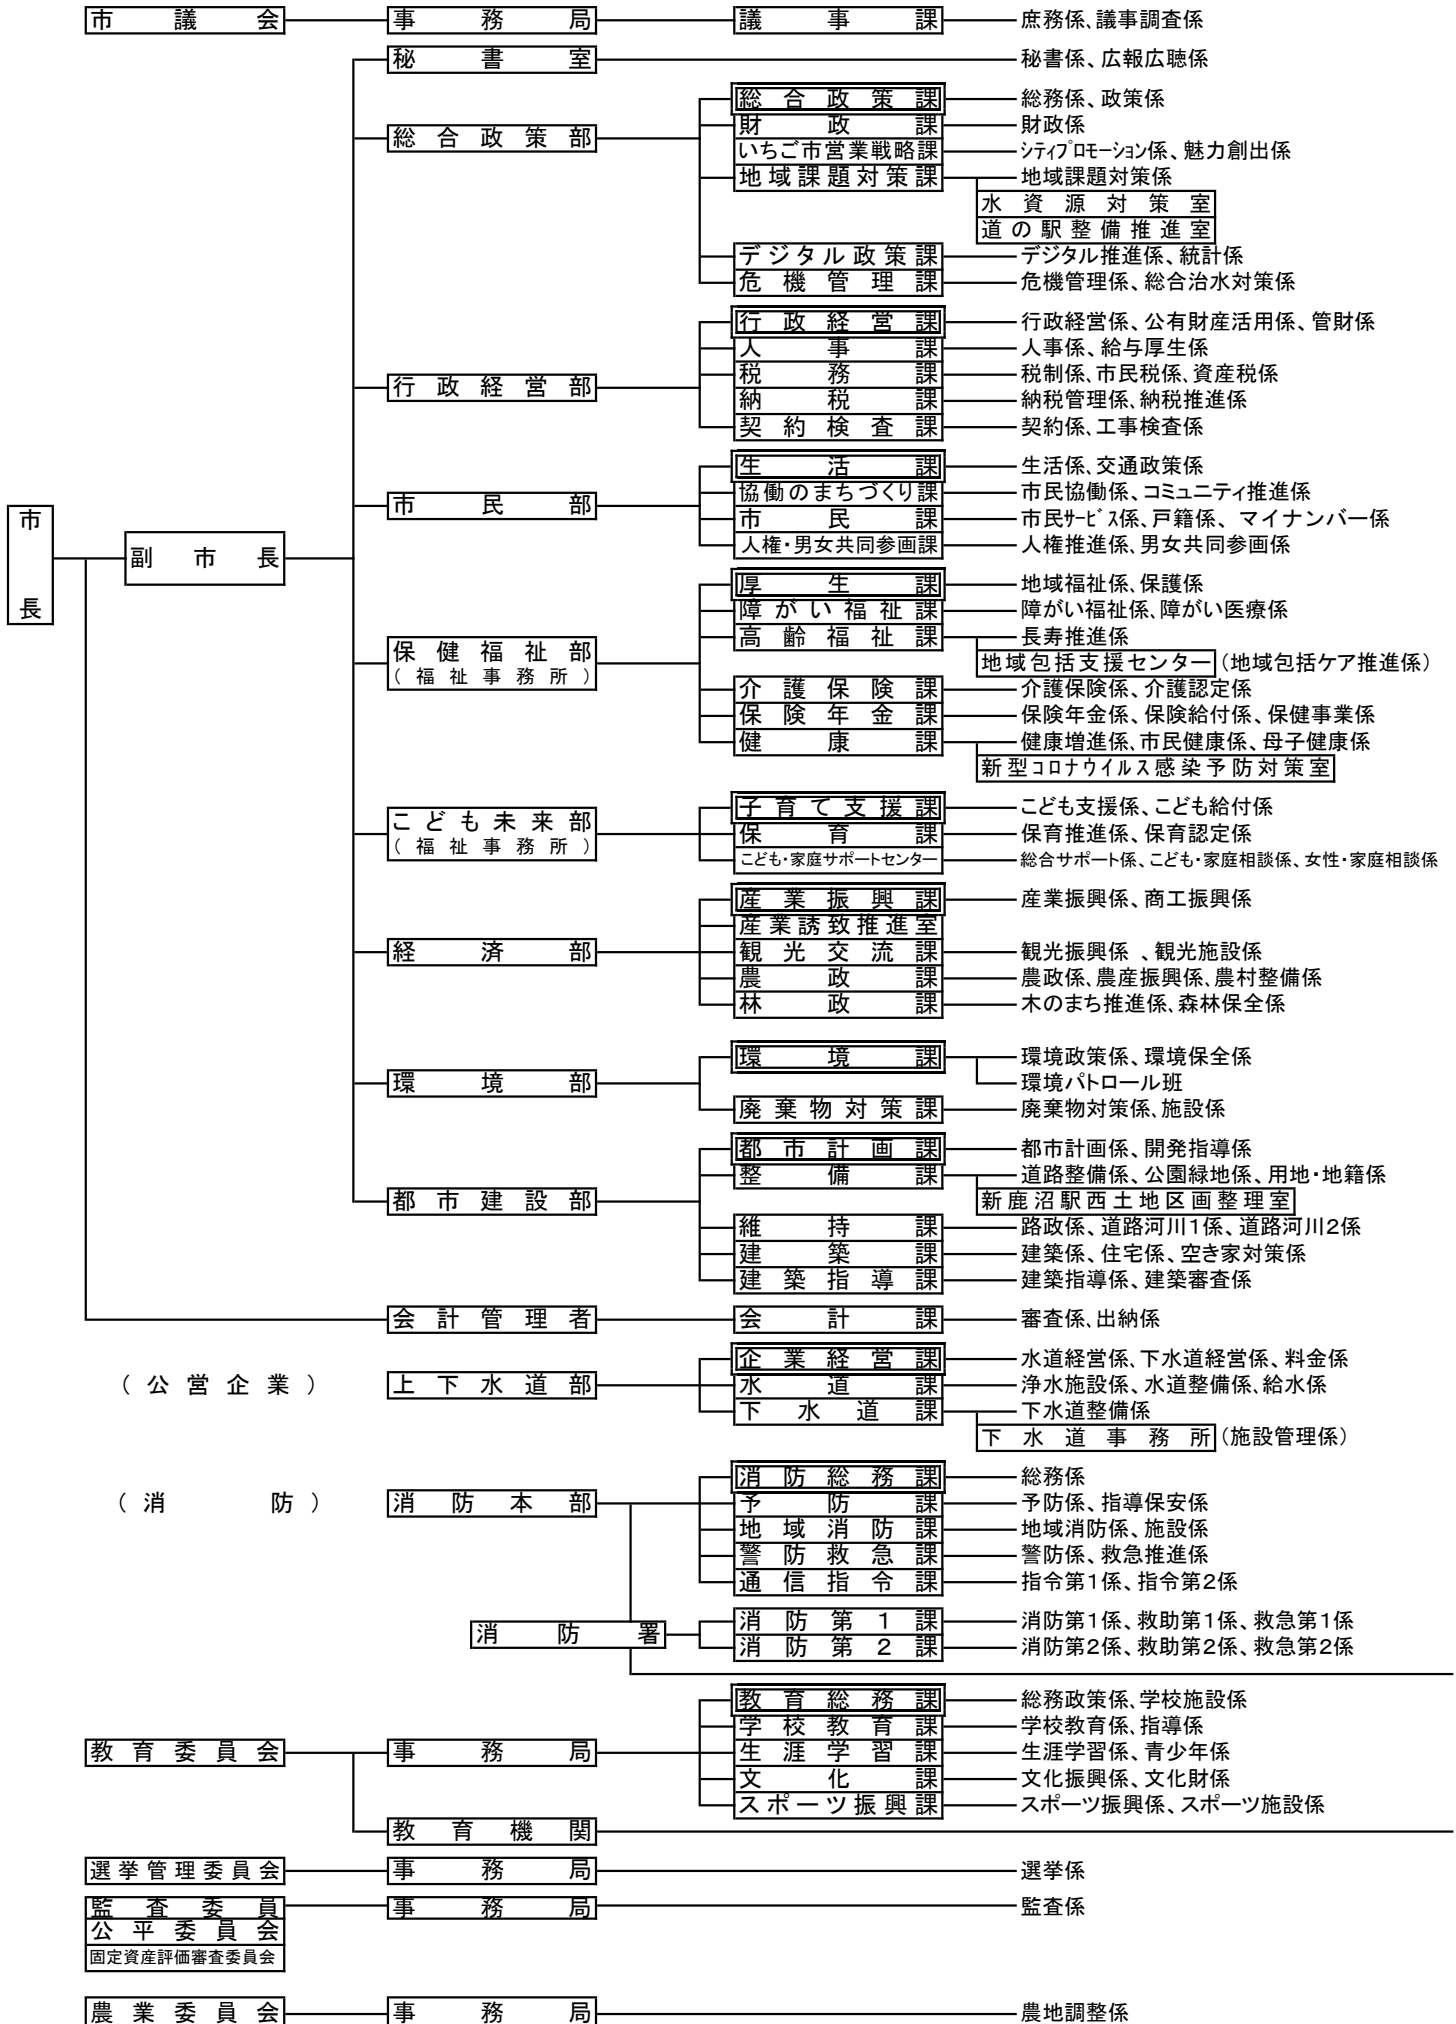 市議会 事務局 議事課 庶務係、議事調査係
秘書室 秘書係、広報広聴係
総合政策課 総務係、政策係
総合政策部 財政課 財政係
いちご市営業戦略課 シティプロモーション係、魅力創出係
地域課題対策課 地域課題対策係
水資源対策室
道の駅整備推進室
デジタル政策課 デジタル推進係、統計係
危機管理課 危機管理係、総合治水対策係
行政経営課 行政経営係、公有財産活用係、管財係
人事課 人事係、給与厚生係
行政経営部 税務課 税制係、市民税係、資産税係
納税課 納税管理係、納税推進係
契約検査課 契約係、工事検査係
生活課 生活係、交通政策係
市民部 協働のまちづくり課 市民協働係、コミュニティ推進係
市民課 市民サービス係、戸籍係、マイナンバー係
人権・男女共同参画課 人権推進係、男女共同参画係
市長 副市長
厚生課 地域福祉係、保護係
障がい福祉課 障がい福祉係、障がい医療係
高齢福祉課 長寿推進係
保健福祉部 地域包括支援センター(地域包括ケア推進係)
(福祉事務所)
介護保険課 介護保険係、介護認定係
保険年金課 保険年金係、保険給付係、保健事業係
健康課 健康増進係、市民健康係、母子健康係
新型コロナウイルス感染予防対策室
子育て支援課 こども支援係、こども給付係
こども未来部 保育課 保育推進係、保育認定係
(福祉事務所)
こども・家庭サポートセンター 総合サポート係、こども・家庭相談係、女性・家庭相談係
産業振興課 産業振興係、商工振興係
産業誘致推進室
経済部 観光交流課 観光振興係、観光施設係
農政課 農政係、農産振興係、農村整備係
林政課 木のまち推進係、森林保全係
環境課 環境政策係、環境保全係
環境部 環境パトロール班
廃棄物対策課 廃棄物対策係、施設係
都市計画課 都市計画係、開発指導係
整備課 道路整備係、公園緑地係、用地・地籍係
都市建設部 新鹿沼駅西土地区画整理室
維持課 路政係、道路河川1係、道路河川2係
建築課 建築係、住宅係、空き家対策係
建築指導課 建築指導係、建築審査係
会計管理者 会計課 審査係、出納係
企業経営課 水道経営係、下水道経営係、料金係
(公営企業) 上下水道部 水道課 浄水施設係、水道整備係、給水係
下水道課 下水道整備係
下水道事務所(施設管理係)
消防総務課 総務係
(消防) 消防本部 予防課 予防係、指導保安係
地域消防課 地域消防係、施設係
警防救急課 警防係、救急推進係
通信指令課 指令第1係、指令第2係
消防署 消防第1課 消防第1係、救助第1係、救急第1係
消防第2課 消防第2係、救助第2係、救急第2係
教育総務課 総務政策係、学校施設係
学校教育課 学校教育係、指導係
教育委員会 事務局 生涯学習課 生涯学習係、青少年係
文化課 文化振興係、文化財係
スポーツ振興課 スポーツ振興係、スポーツ施設係
教育機関
選挙管理委員会 事務局 選挙係
監査委員 事務局 監査係
公平委員会
固定資産評価審査委員会
農業委員会 事務局 農地調整係